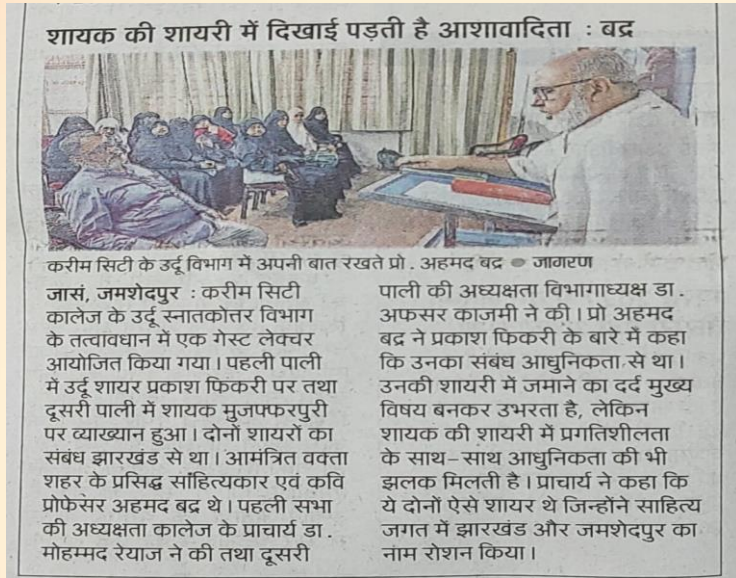 शायक की शायरी में दिखाई पड़ती है आशावादिता : बद्र
करीम सिटी के उर्दू विभाग में अपनी बात रखते प्रो. अहमद बद्र ● जागरण
जासं, जमशेदपुर : करीम सिटी
कालेज के उर्दू स्नातकोत्तर विभाग
के तत्वावधान में एक गेस्ट लेक्चर
आयोजित किया गया। पहली पाली
में उर्दू शायर प्रकाश फिकरी पर तथा
दूसरी पाली में शायक मुजफ्फरपुरी
पर व्याख्यान हुआ। दोनों शायरों का
संबंध झारखंड से था। आमंत्रित वक्ता
शहर के प्रसिद्ध साहित्यकार एवं कवि
प्रोफेसर अहमद बद्र थे। पहली सभा
की अध्यक्षता कालेज के प्राचार्य डा.
मोहम्मद रेयाज ने की तथा दूसरी
पाली की अध्यक्षता विभागाध्यक्ष डा.
अफसर काजमी ने की। प्रो अहमद
बद्र ने प्रकाश फिकरी के बारे में कहा
कि उनका संबंध आधुनिकता से था।
उनकी शायरी में जमाने का दर्द मुख्य
विषय बनकर उभरता है, लेकिन
शायक की शायरी में प्रगतिशीलता
के साथ-साथ आधुनिकता की भी
झलक मिलती है। प्राचार्य ने कहा कि
ये दोनों ऐसे शायर थे जिन्होंने साहित्य
जगत में झारखंड और जमशेदपुर का
नाम रोशन किया।